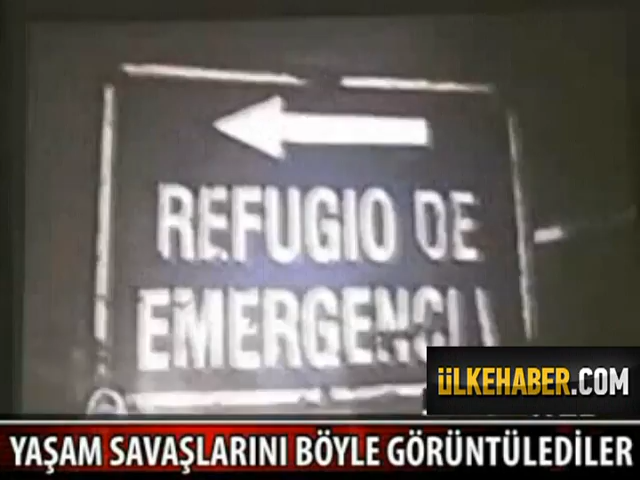 REFUGIO DE
EMERGENCIA
ÜLKEHABER.COM
YAŞAM SAVAŞLARINI BÖYLE GÖRÜNTÜLEDİLER